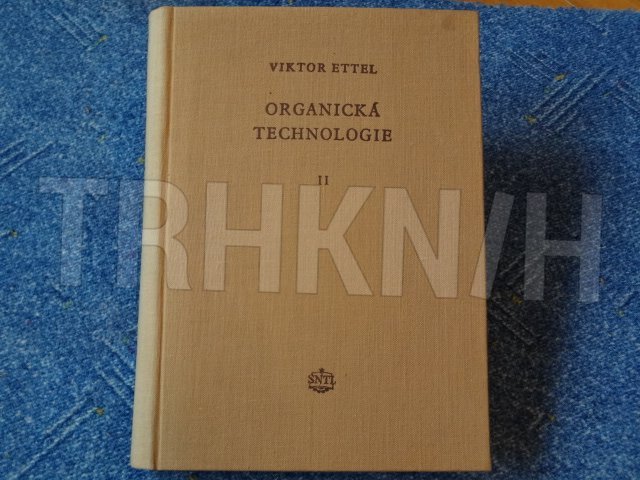 VIKTOR ETTEL
ORGANICKÁ
TECHNOLOGIE
II
TRHKNIH
SNTL